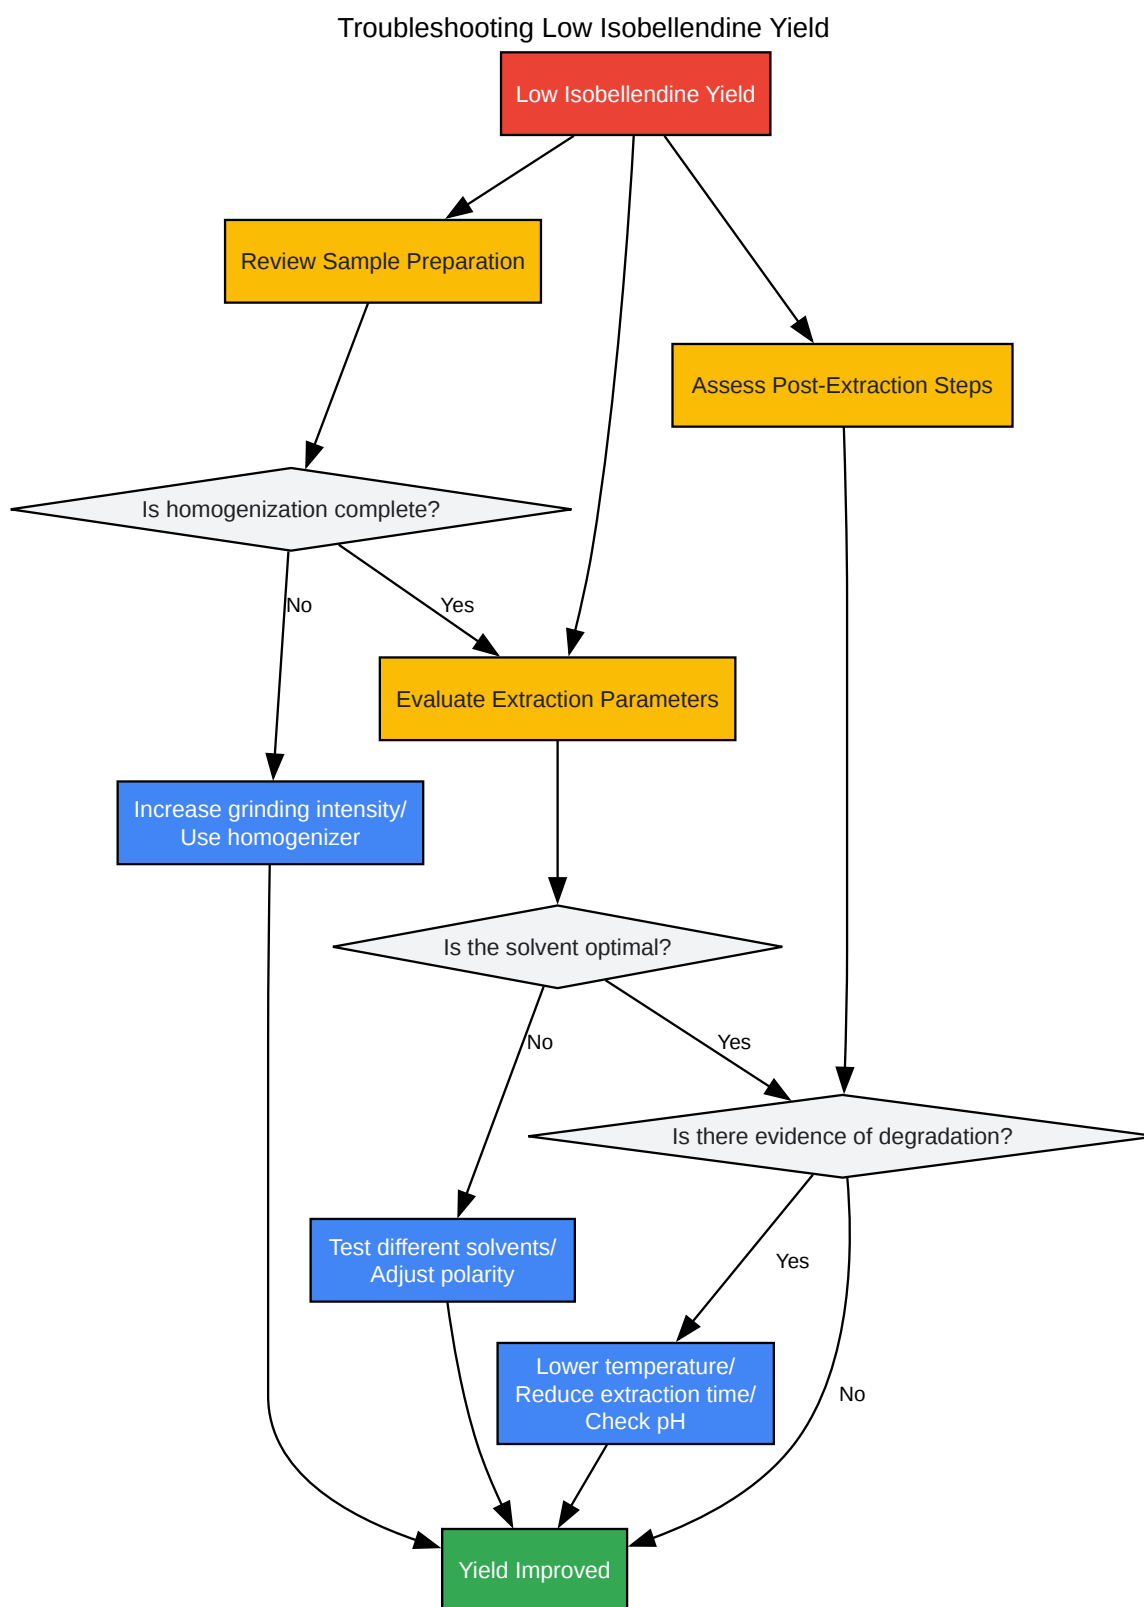 Troubleshooting Low Isobellendine Yield
Low Isobellendine Yield
Review Sample Preparation
Assess Post-Extraction Steps
Is homogenization complete?
No
Yes
Evaluate Extraction Parameters
Increase grinding intensity/
Use homogenizer
Is the solvent optimal?
No
Yes
Is there evidence of degradation?
Test different solvents/
Adjust polarity
Yes
Lower temperature/
Reduce extraction time/
Check pH
No
Yield Improved